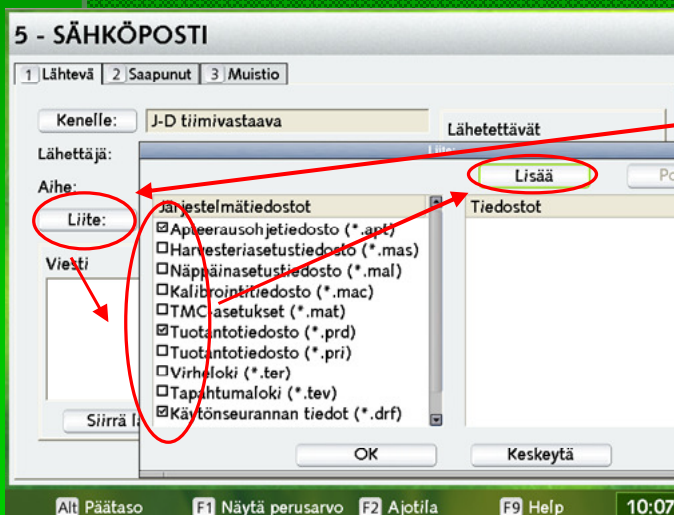 5 - SÄHKÖPOSTI
1 Lähtevä 2 Saapunut 3 Muistio
Kenelle: J-D tiimivastaava
Lähetettävät
Lähettäjä:
Lisää
Aihe:
Järjestelmätiedostot Tiedostot
Liite:
Apteerausohjetiedosto (*.apt)
Harvesteriasetustiedosto (*.mas)
Viesti
Näppäinasetustiedosto (*.mal)
Kalibrointitiedosto (*.mac)
TMC-asetukset (*.mat)
Tuotantotiedosto (*.prd)
Tuotantotiedosto (*.pri)
Virheloki (*.ter)
Tapahtumaloki (*.tev)
Käytönseurannan tiedot (*.drf)
Siirrä
OK Keskeytä
Alt Päätaso F1 Näytä perusarvo F2 Ajotila F9 Help 10:07